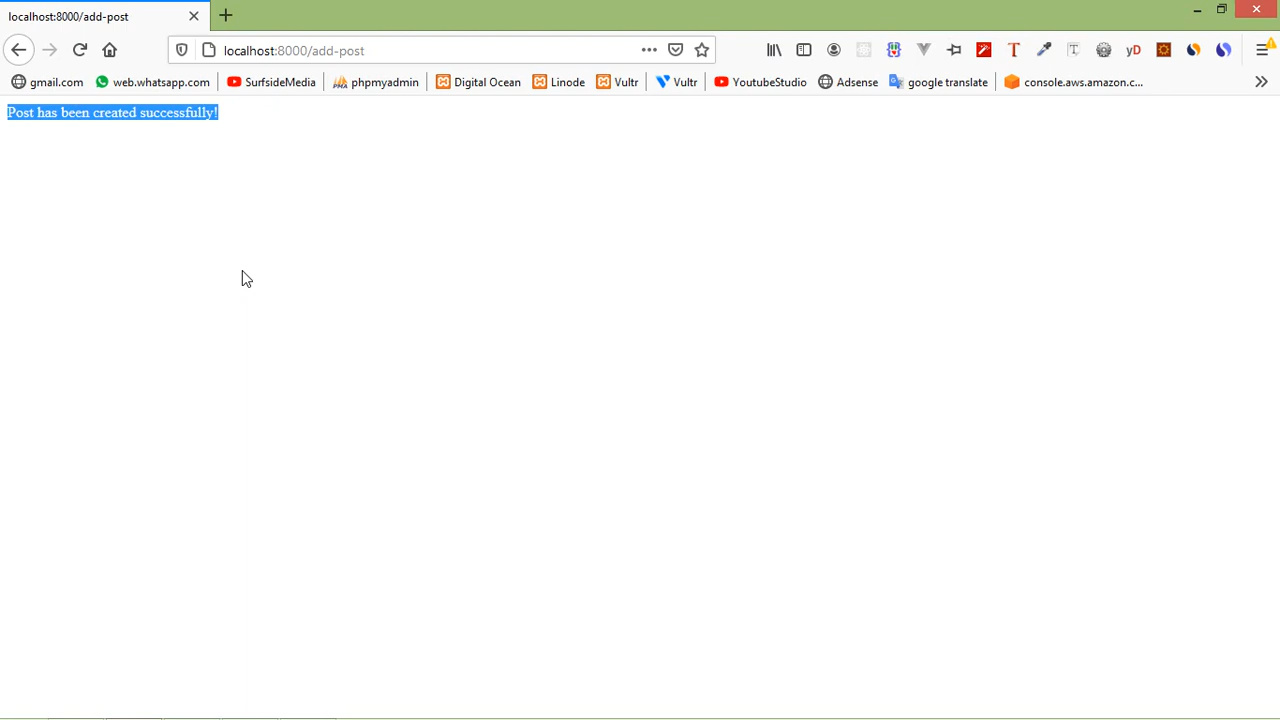 localhost:8000/add-post
localhost:8000/add-post
gmail.com web.whatsapp.com SurfsideMedia phpmyadmin Digital Ocean Linode Vultr Vultr YoutubeStudio Adsense google translate console.aws.amazon.c...
Post has been created successfully!